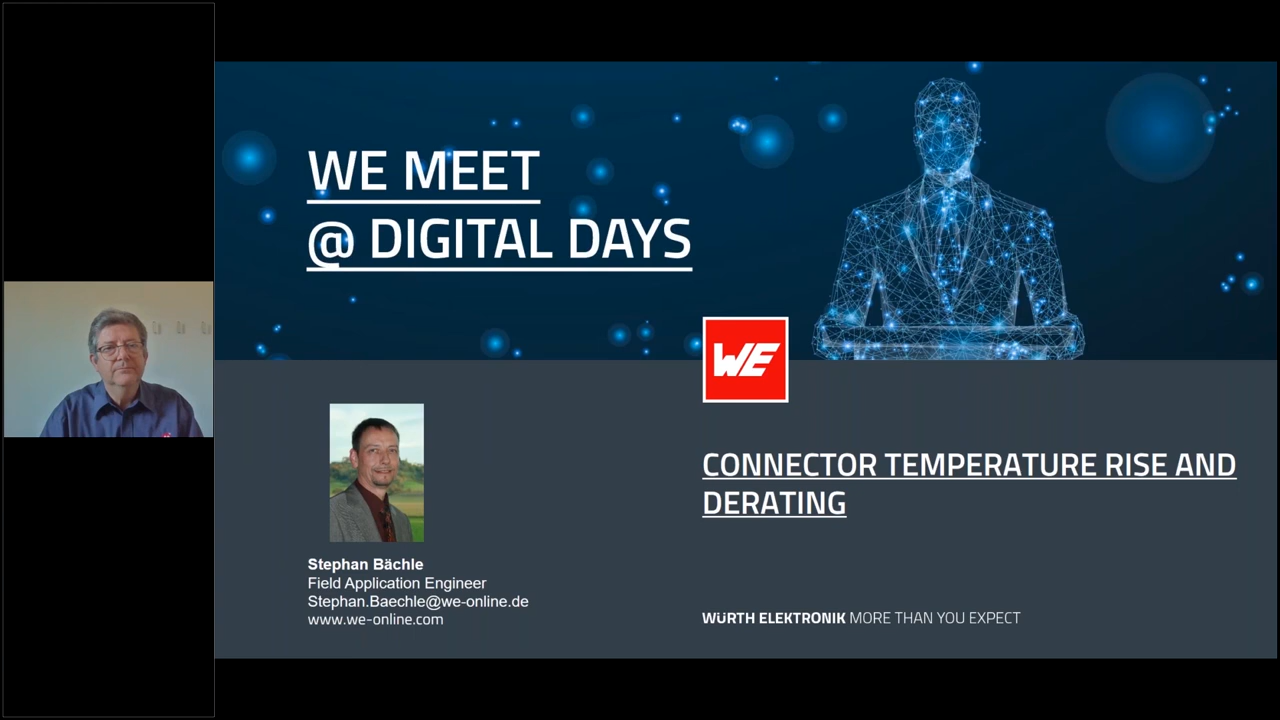 WE MEET
@ DIGITAL DAYS
WE
CONNECTOR TEMPERATURE RISE AND
DERATING
Stephan Bächle
Field Application Engineer
Stephan.Baechle@we-online.de
www.we-online.com
WÜRTH ELEKTRONIK MORE THAN YOU EXPECT